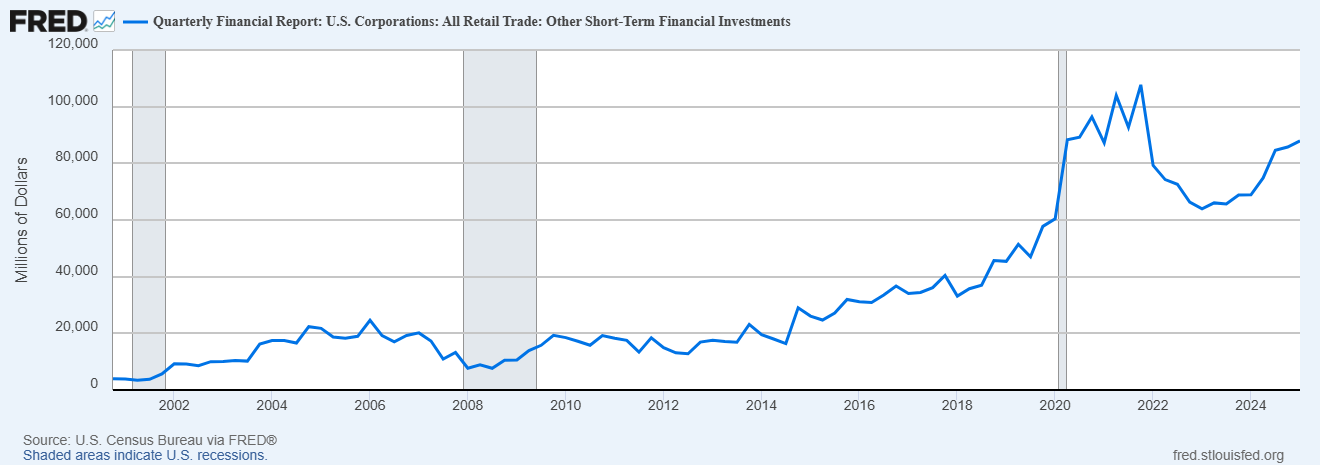 FRED® Quarterly Financial Report: U.S. Corporations: All Retail Trade: Other Short-Term Financial Investments
Millions of Dollars
120,000
100,000
80,000
60,000
40,000
20,000
0
2002 2004 2006 2008 2010 2012 2014 2016 2018 2020 2022 2024
Source: U.S. Census Bureau via FRED®
Shaded areas indicate U.S. recessions.
fred.stlouisfed.org